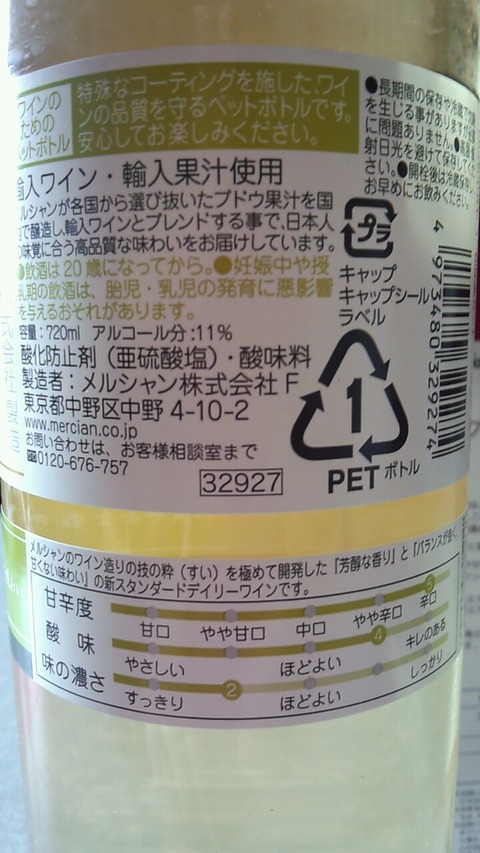 ワインの
ための
ペットボトル
特殊なコーティングを施した、ワイ
ンの品質を守るペットボトルです。
安心してお楽しみください。
●長期間の保存や冷蔵で
を生じる事がありますが
に問題ありません。
射日光を避けて保存し
さい。●開栓後は冷蔵保存
お早めにお飲みください。
輸入ワイン・輸入果汁使用
メルシャンが各国から選び抜いたブドウ果汁を国
内で醸造し、輸入ワインとブレンドする事で、日本人
の味覚に合う高品質な味わいをお届けしています。
●飲酒は20歳になってから。●妊娠中や授
乳期の飲酒は、胎児・乳児の発育に悪影響
を与えるおそれがあります。
容量：720ml アルコール分：11%
酸化防止剤（亜硫酸塩）・酸味料
製造者：メルシャン株式会社 F
東京都中野区中野 4-10-2
www.mercian.co.jp
お問い合わせは、お客様相談室まで
0120-676-757
32927
プラ
キャップ
キャップシール
ラベル
1
PETボトル
4 973480 329274
メルシャンのワイン造りの技の粋（すい）を極めて開発した『芳醇な香り』と『バランスが良く、
甘くない味わい』の新スタンダードデイリーワインです。
甘辛度
5
甘口 やや甘口 中口 やや辛口 辛口
酸味
4
やさしい ほどよい キレのある
味の濃さ
2
すっきり ほどよい しっかり